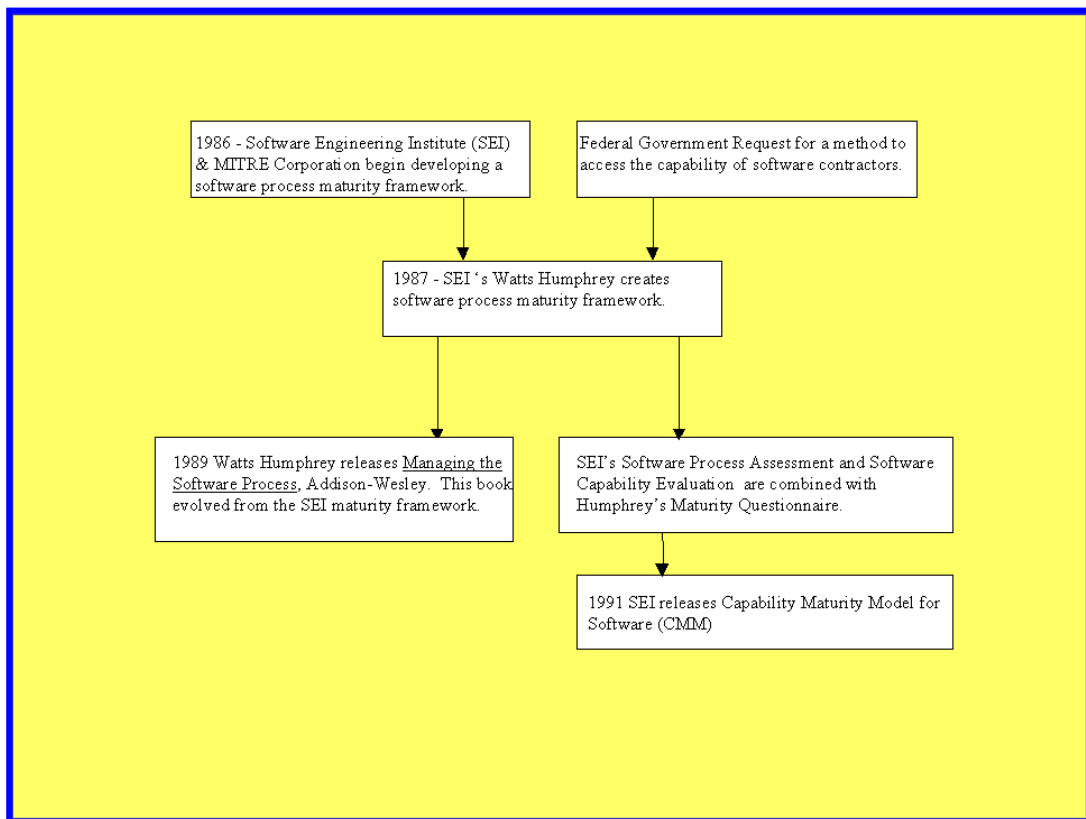 1986 - Software Engineering Institute (SEI)
& MITRE Corporation begin developing a
software process maturity framework.
Federal Government Request for a method to
access the capability of software contractors.
1987 - SEI ‘s Watts Humphrey creates
software process maturity framework.
1989 Watts Humphrey releases Managing the
Software Process, Addison-Wesley. This book
evolved from the SEI maturity framework.
SEI’s Software Process Assessment and Software
Capability Evaluation are combined with
Humphrey’s Maturity Questionnaire.
1991 SEI releases Capability Maturity Model for
Software (CMM)